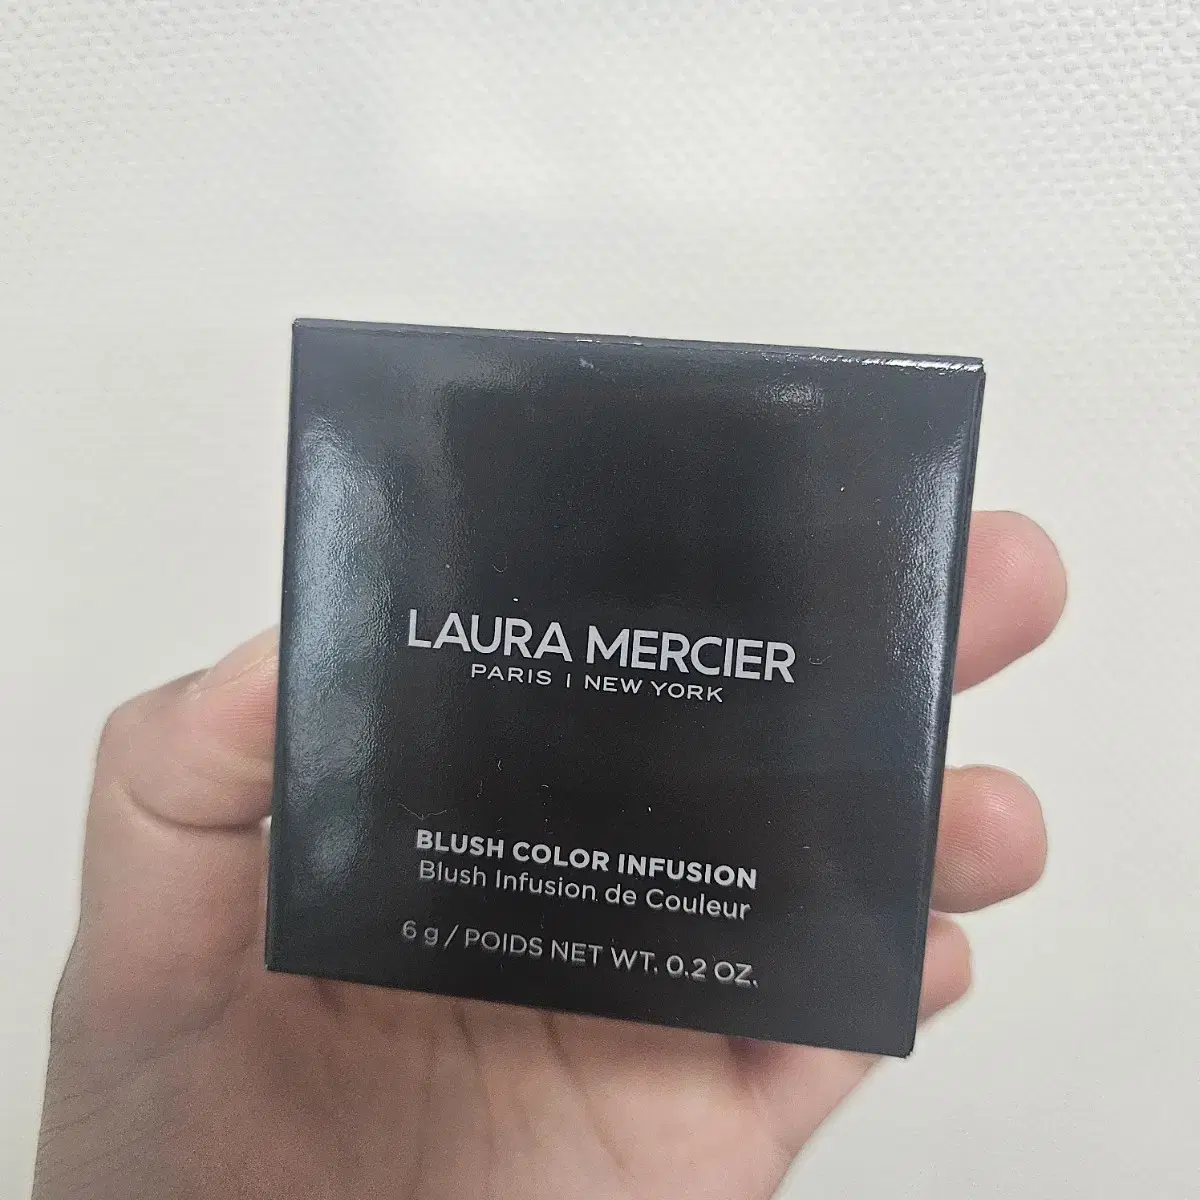 LAURA MERCIER
PARIS | NEW YORK
BLUSH COLOR INFUSION
Blush Infusion de Couleur
6 g / POIDS NET WT. 0.2 OZ.